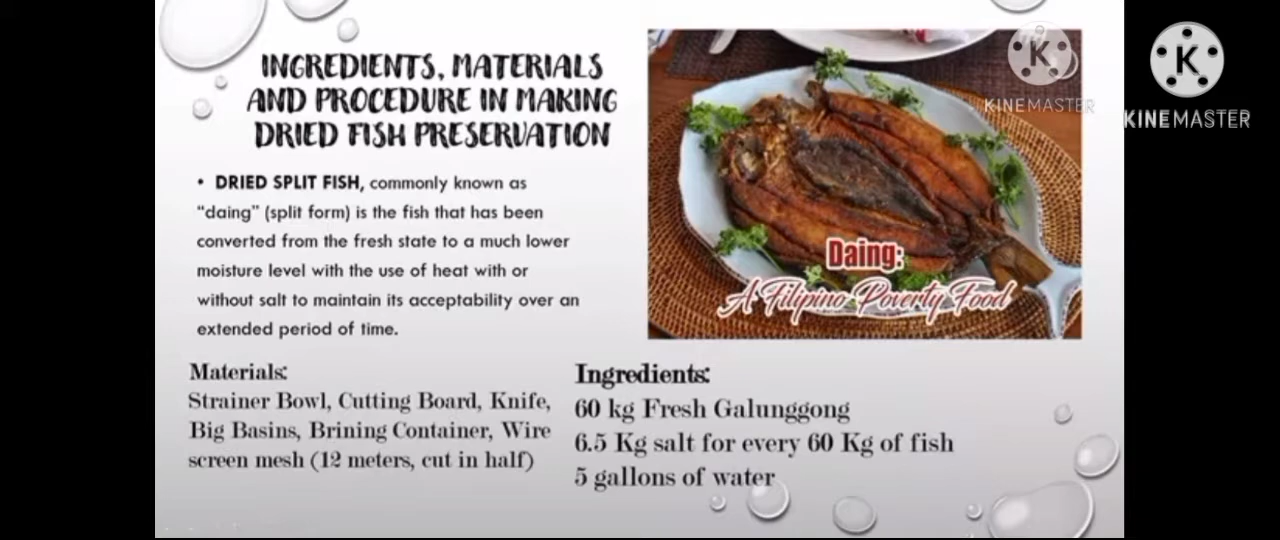 INGREDIENTS, MATERIALS
AND PROCEDURE IN MAKING
DRIED FISH PRESERVATION
• DRIED SPLIT FISH, commonly known as
“daing” (split form) is the fish that has been
converted from the fresh state to a much lower
moisture level with the use of heat with or
without salt to maintain its acceptability over an
extended period of time.
Materials:
Strainer Bowl, Cutting Board, Knife,
Big Basins, Brining Container, Wire
screen mesh (12 meters, cut in half)
Daing:
A Filipino Poverty Food
Ingredients:
60 kg Fresh Galunggong
6.5 Kg salt for every 60 Kg of fish
5 gallons of water
K
KINEMASTER
K
KINEMASTER